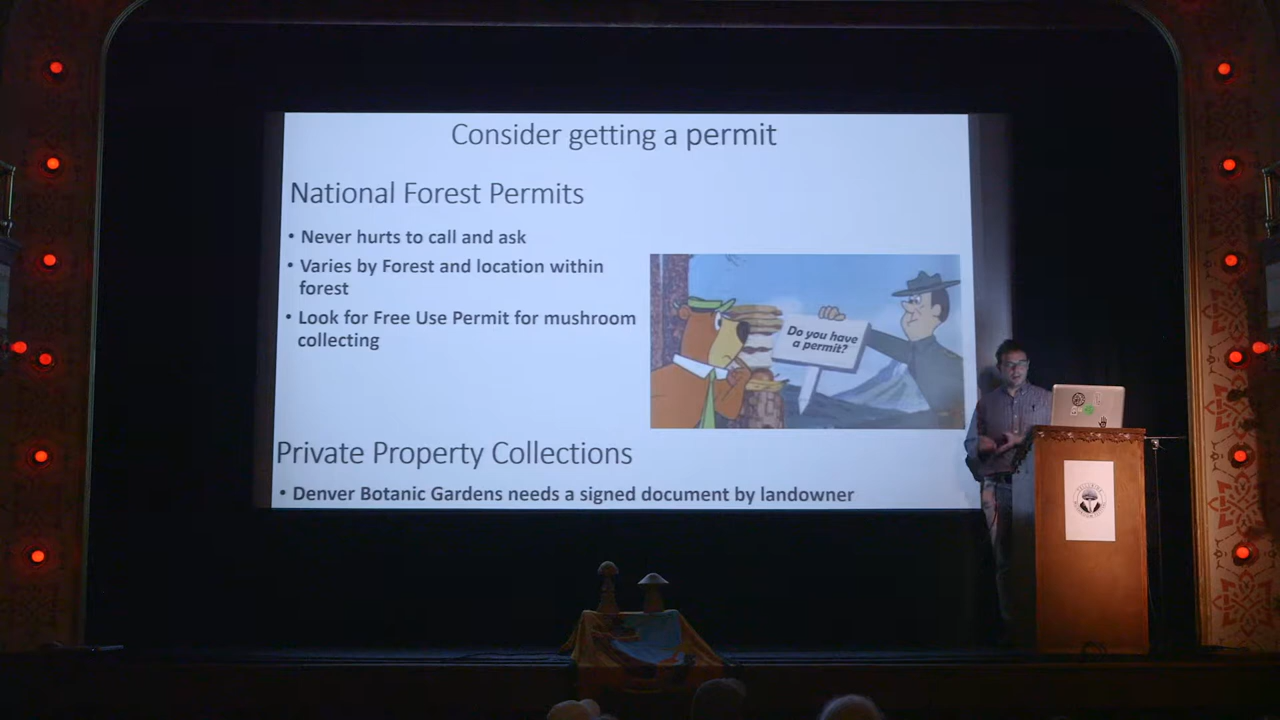 Consider getting a permit
National Forest Permits
• Never hurts to call and ask
• Varies by Forest and location within
forest
• Look for Free Use Permit for mushroom
collecting
Do you have
a permit?
Private Property Collections
• Denver Botanic Gardens needs a signed document by landowner